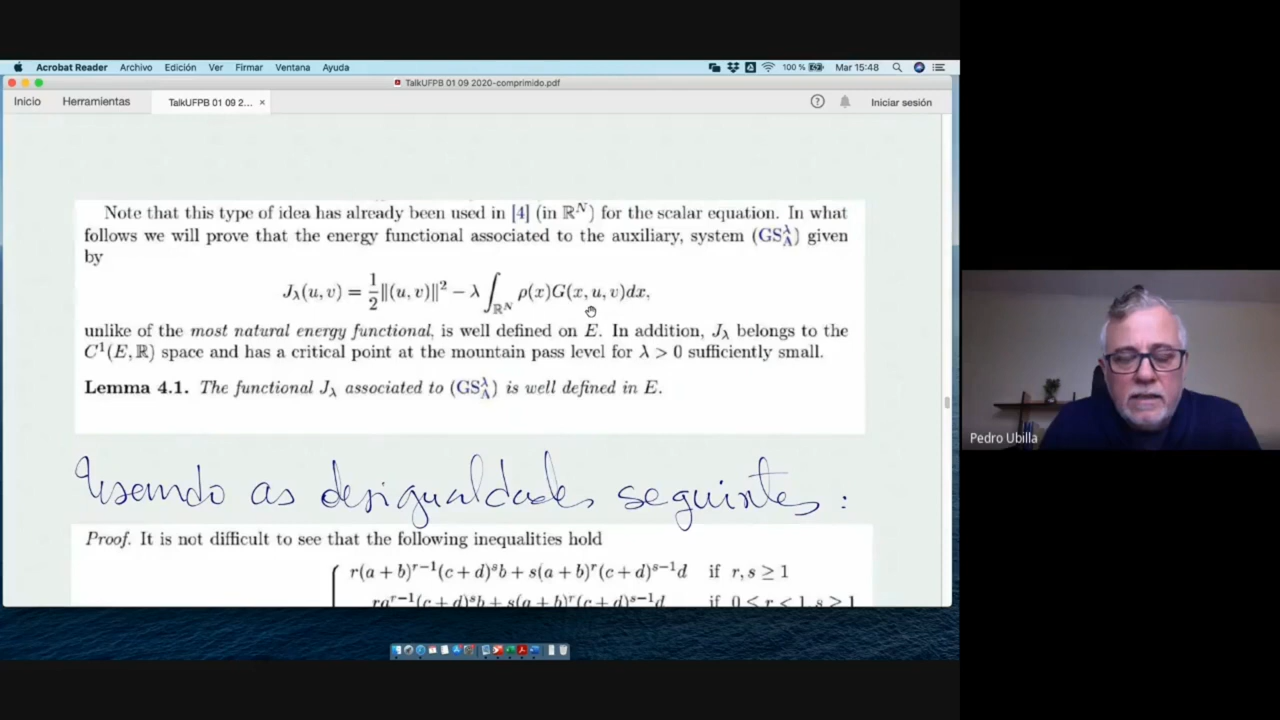 Acrobat Reader Archivo Edición Ver Firmar Ventana Ayuda 100 % Mar 15:48
TalkUFPB 01 09 2020-comprimido.pdf
Inicio Herramientas TalkUFPB 01 09 2... × Iniciar sesión
Note that this type of idea has already been used in [4] (in ℝ^N) for the scalar equation. In what
follows we will prove that the energy functional associated to the auxiliary, system (GS^λ_Λ) given
by
J_λ(u, v) = 1/2 ‖(u, v)‖² − λ ∫_{ℝ^N} ρ(x)G(x, u, v)dx,
unlike of the most natural energy functional, is well defined on E. In addition, J_λ belongs to the
C¹(E, ℝ) space and has a critical point at the mountain pass level for λ > 0 sufficiently small.
Lemma 4.1. The functional J_λ associated to (GS^λ_Λ) is well defined in E.
Usando as desigualdades seguintes :
Proof. It is not difficult to see that the following inequalities hold
r(a + b)^{r−1}(c + d)^s b + s(a + b)^r(c + d)^{s−1}d if r, s ≥ 1
ra^{r−1}(c + d)^s b + s(a + b)^r(c + d)^{s−1}d if 0 < r < 1, s ≥ 1
Pedro Ubilla